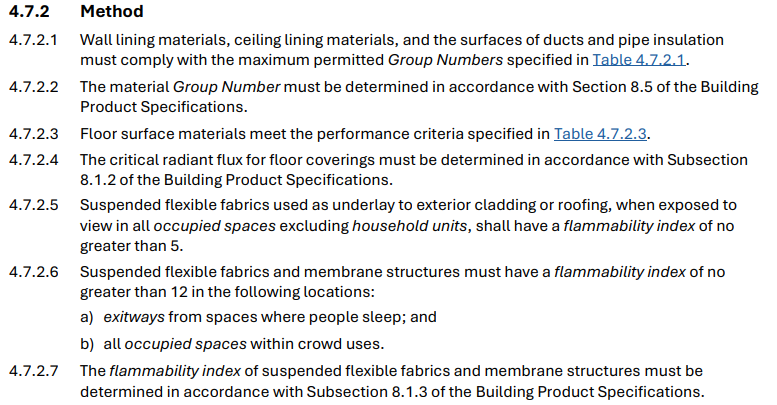 4.7.2 Method
4.7.2.1 Wall lining materials, ceiling lining materials, and the surfaces of ducts and pipe insulation
must comply with the maximum permitted Group Numbers specified in Table 4.7.2.1.
4.7.2.2 The material Group Number must be determined in accordance with Section 8.5 of the Building
Product Specifications.
4.7.2.3 Floor surface materials meet the performance criteria specified in Table 4.7.2.3.
4.7.2.4 The critical radiant flux for floor coverings must be determined in accordance with Subsection
8.1.2 of the Building Product Specifications.
4.7.2.5 Suspended flexible fabrics used as underlay to exterior cladding or roofing, when exposed to
view in all occupied spaces excluding household units, shall have a flammability index of no
greater than 5.
4.7.2.6 Suspended flexible fabrics and membrane structures must have a flammability index of no
greater than 12 in the following locations:
a) exitways from spaces where people sleep; and
b) all occupied spaces within crowd uses.
4.7.2.7 The flammability index of suspended flexible fabrics and membrane structures must be
determined in accordance with Subsection 8.1.3 of the Building Product Specifications.